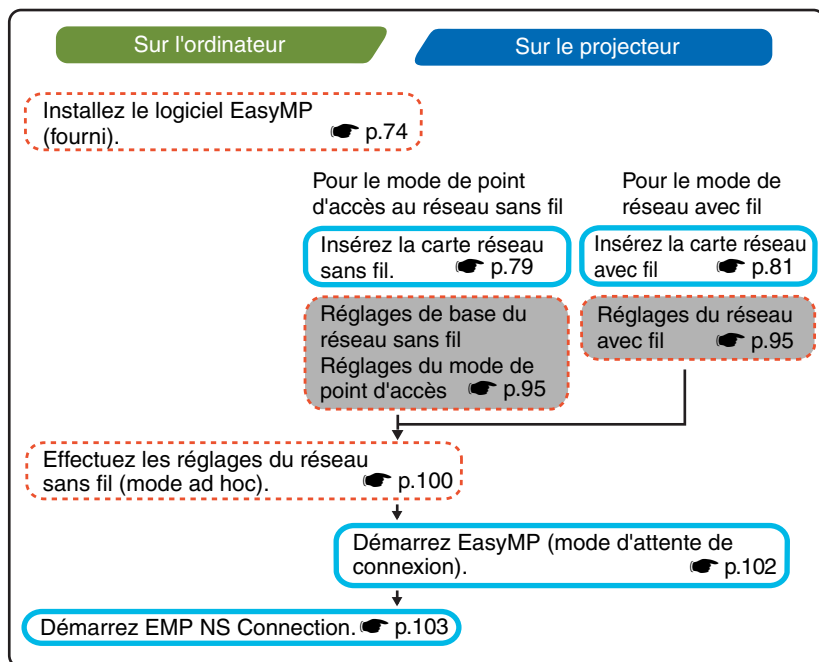 Sur l'ordinateur
Sur le projecteur
Installez le logiciel EasyMP
(fourni). ☛ p.74
Pour le mode de point
d'accès au réseau sans fil
Pour le mode de
réseau avec fil
Insérez la carte réseau
sans fil. ☛ p.79
Insérez la carte réseau
avec fil ☛ p.81
Réglages de base du
réseau sans fil
Réglages du mode de
point d'accès ☛ p.95
Réglages du réseau
avec fil ☛ p.95
Effectuez les réglages du réseau
sans fil (mode ad hoc). ☛ p.100
Démarrez EasyMP (mode d'attente de
connexion). ☛ p.102
Démarrez EMP NS Connection. ☛ p.103